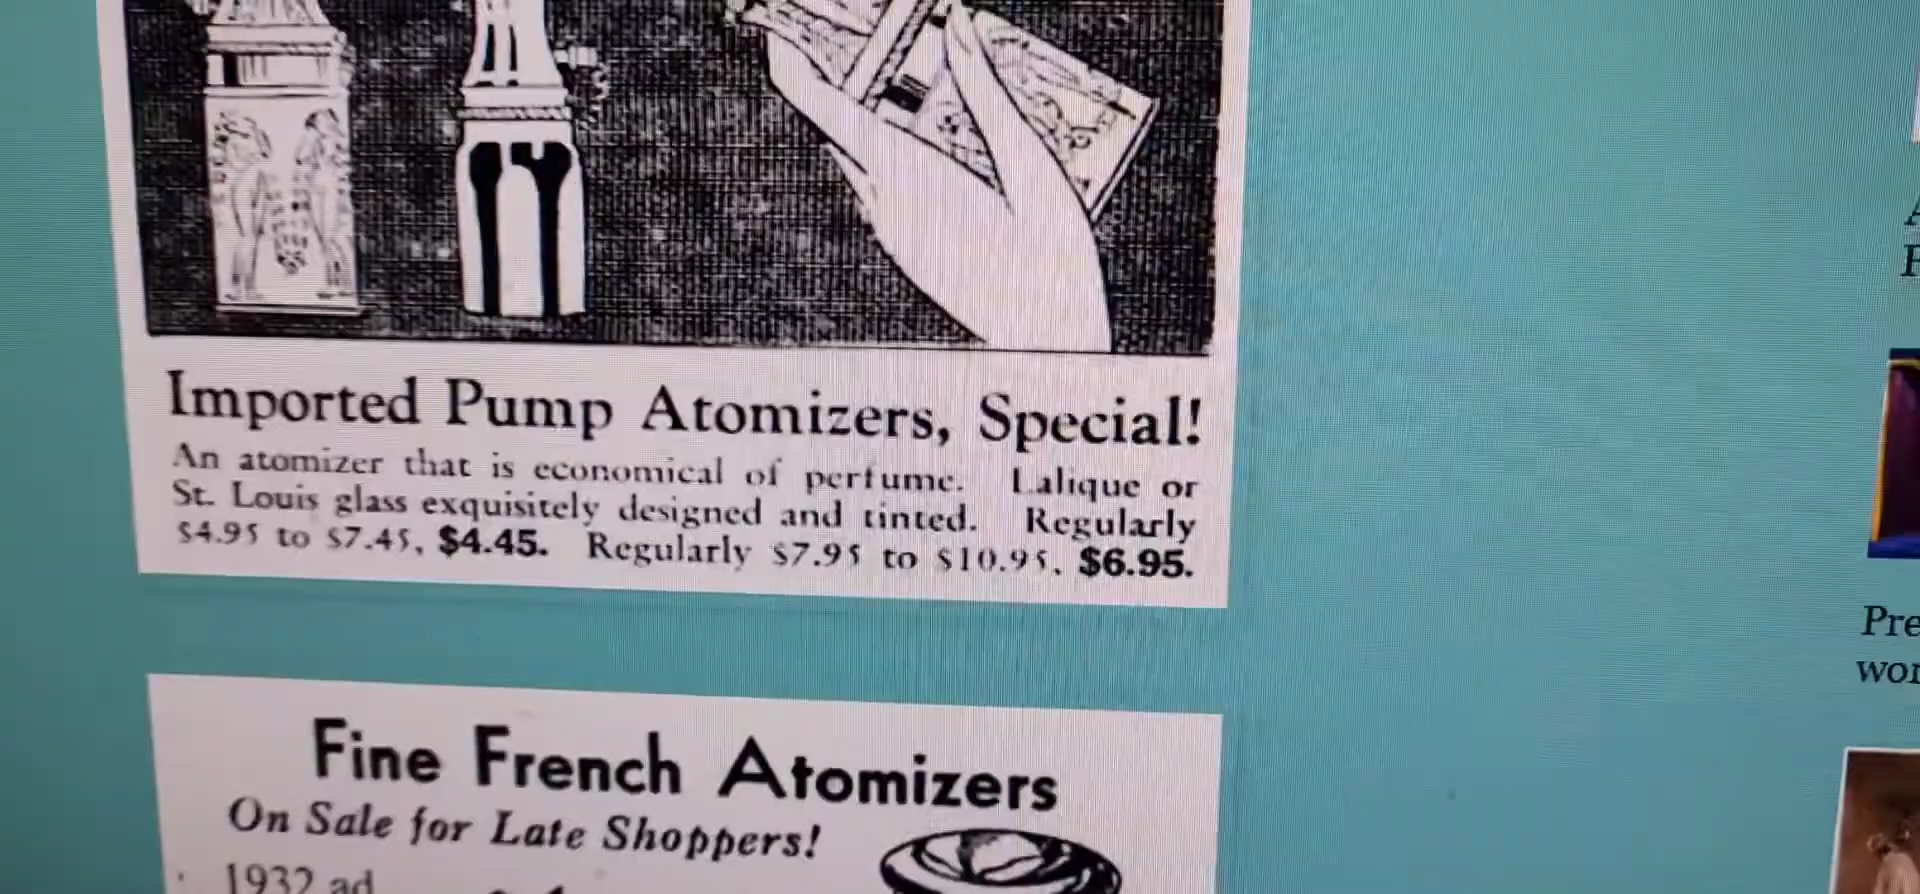 Imported Pump Atomizers, Special!
An atomizer that is economical of perfume. Lalique or
St. Louis glass exquisitely designed and tinted. Regularly
$4.95 to $7.45, $4.45. Regularly $7.95 to $10.95, $6.95.
Fine French Atomizers
On Sale for Late Shoppers!
1932 ad